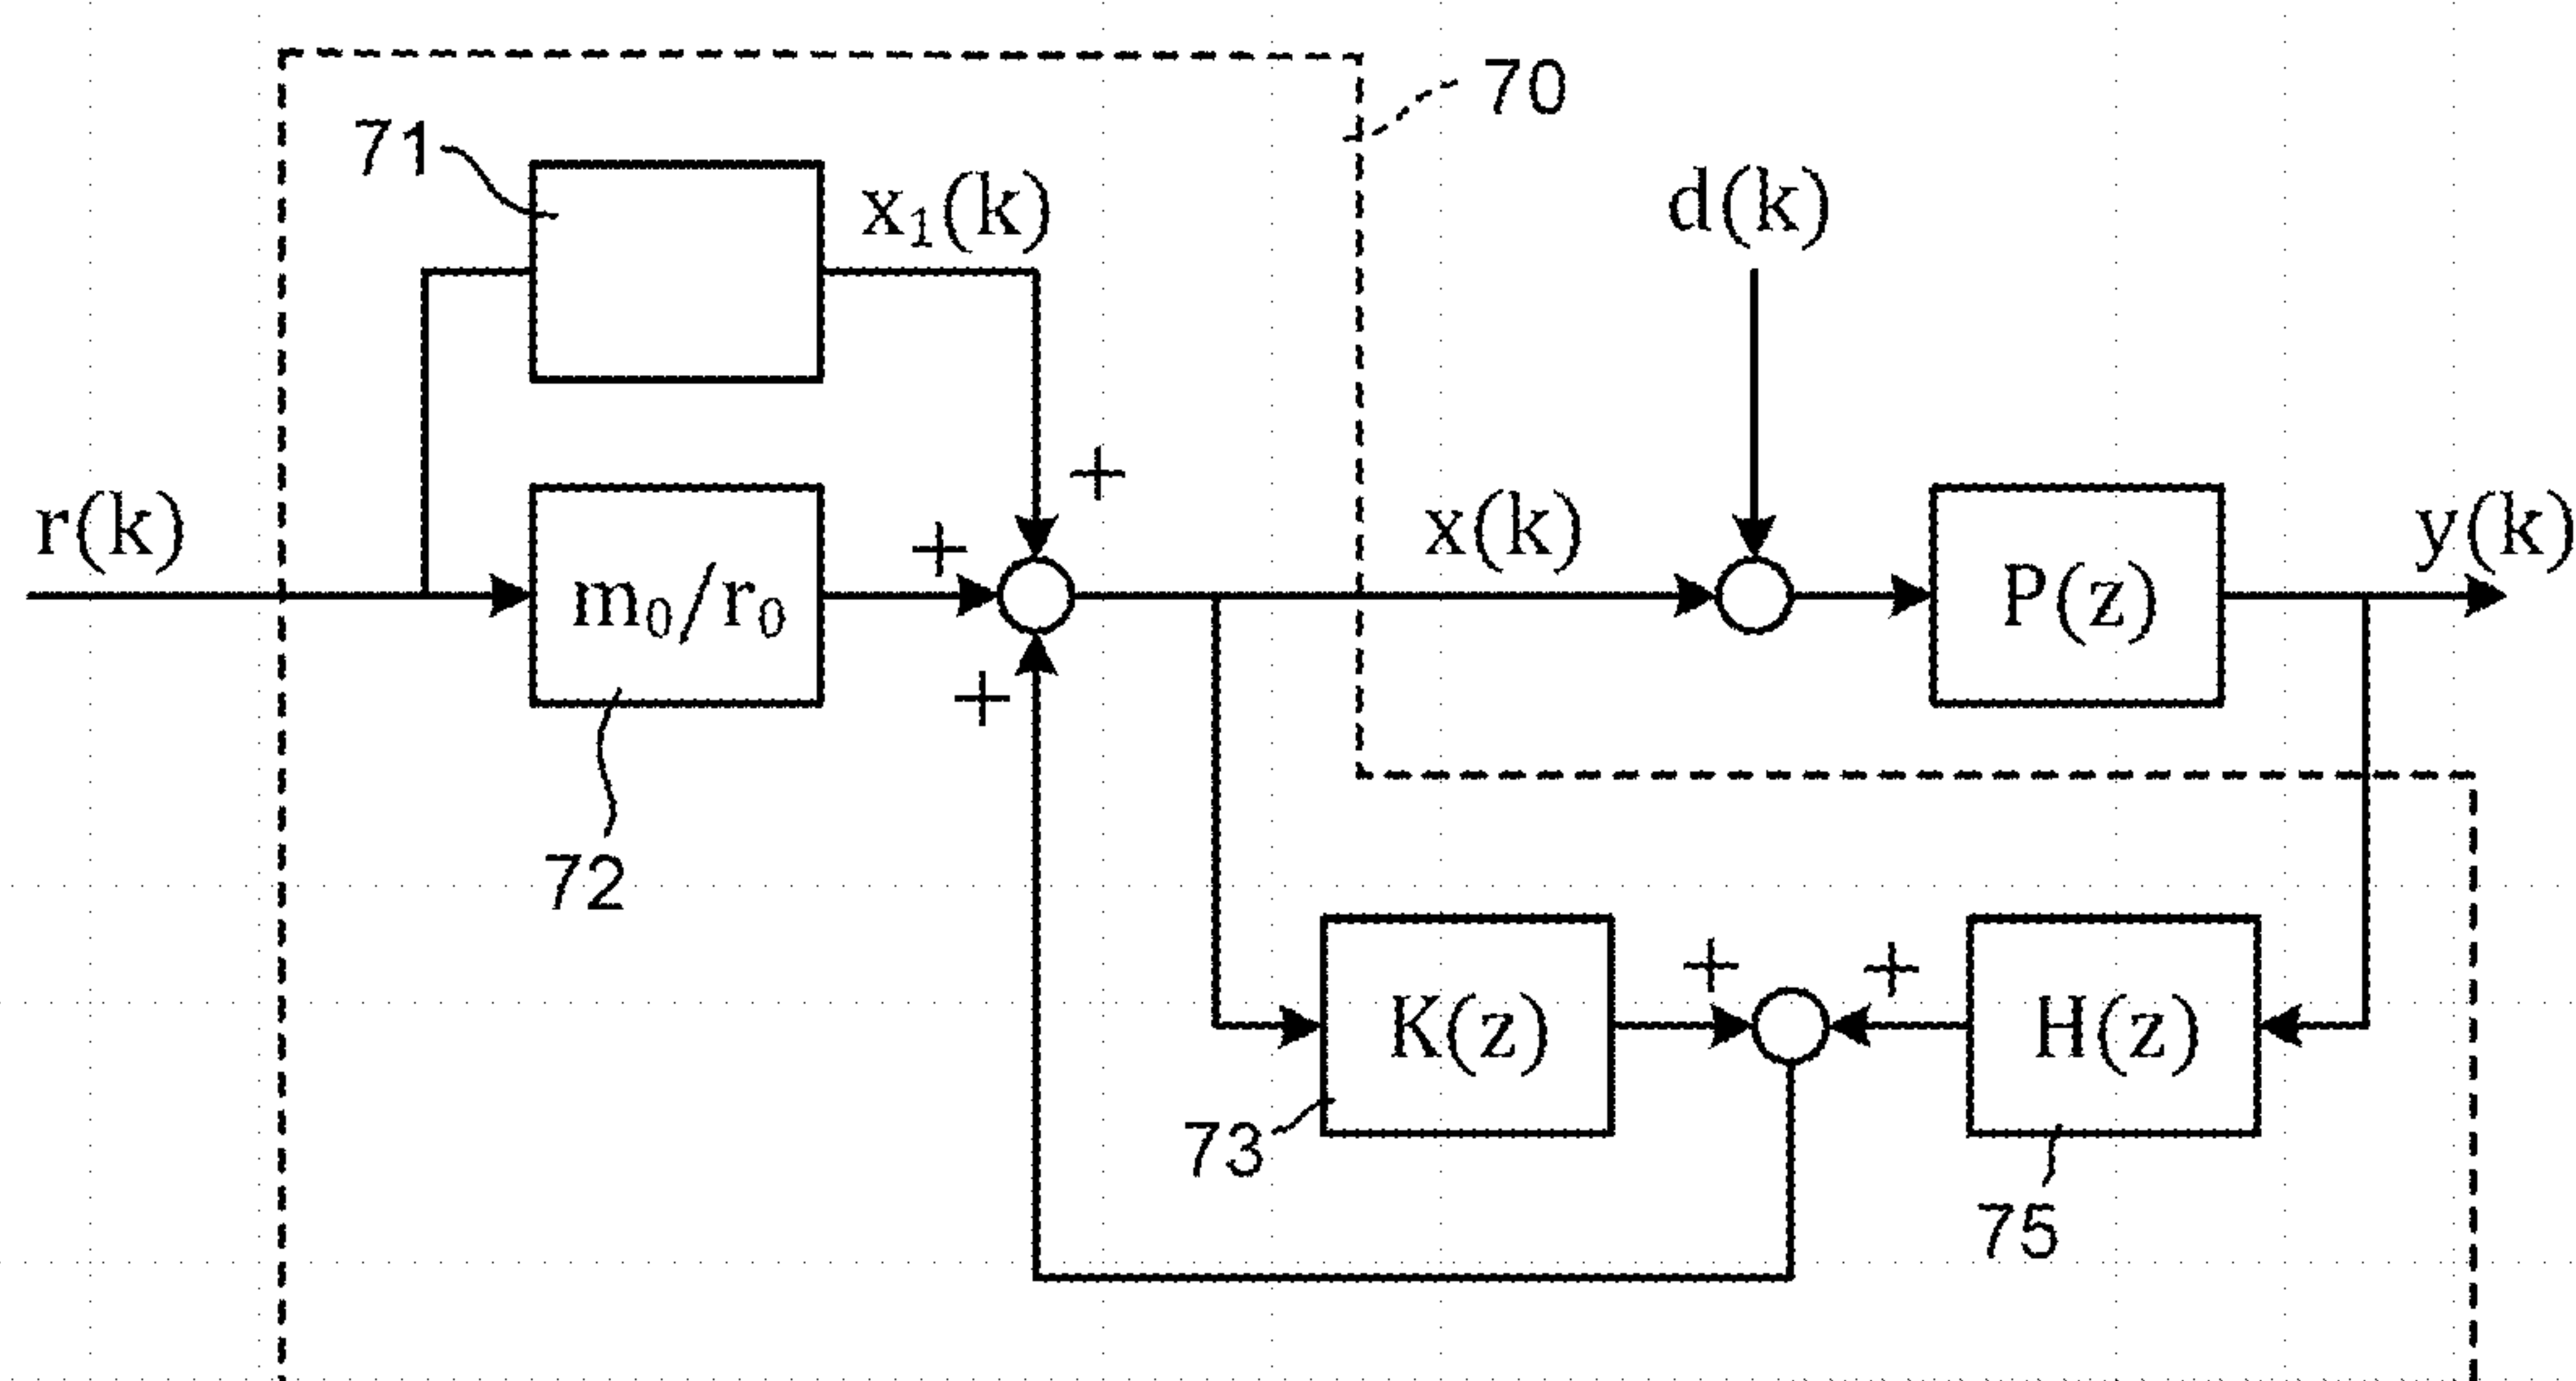 70
71
x₁(k)
d(k)
+
r(k)
+
x(k)
y(k)
m₀/r₀
P(z)
+
72
+
+
K(z)
H(z)
73
75